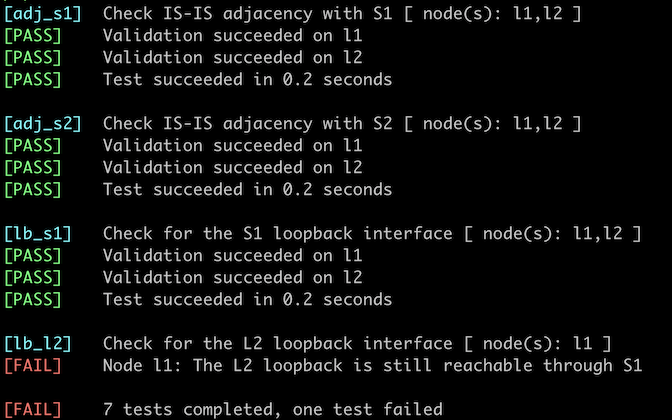 [adj_s1] Check IS-IS adjacency with S1 [ node(s): l1,l2 ]
[PASS] Validation succeeded on l1
[PASS] Validation succeeded on l2
[PASS] Test succeeded in 0.2 seconds
[adj_s2] Check IS-IS adjacency with S2 [ node(s): l1,l2 ]
[PASS] Validation succeeded on l1
[PASS] Validation succeeded on l2
[PASS] Test succeeded in 0.2 seconds
[lb_s1] Check for the S1 loopback interface [ node(s): l1,l2 ]
[PASS] Validation succeeded on l1
[PASS] Validation succeeded on l2
[PASS] Test succeeded in 0.2 seconds
[lb_l2] Check for the L2 loopback interface [ node(s): l1 ]
[FAIL] Node l1: The L2 loopback is still reachable through S1
[FAIL] 7 tests completed, one test failed